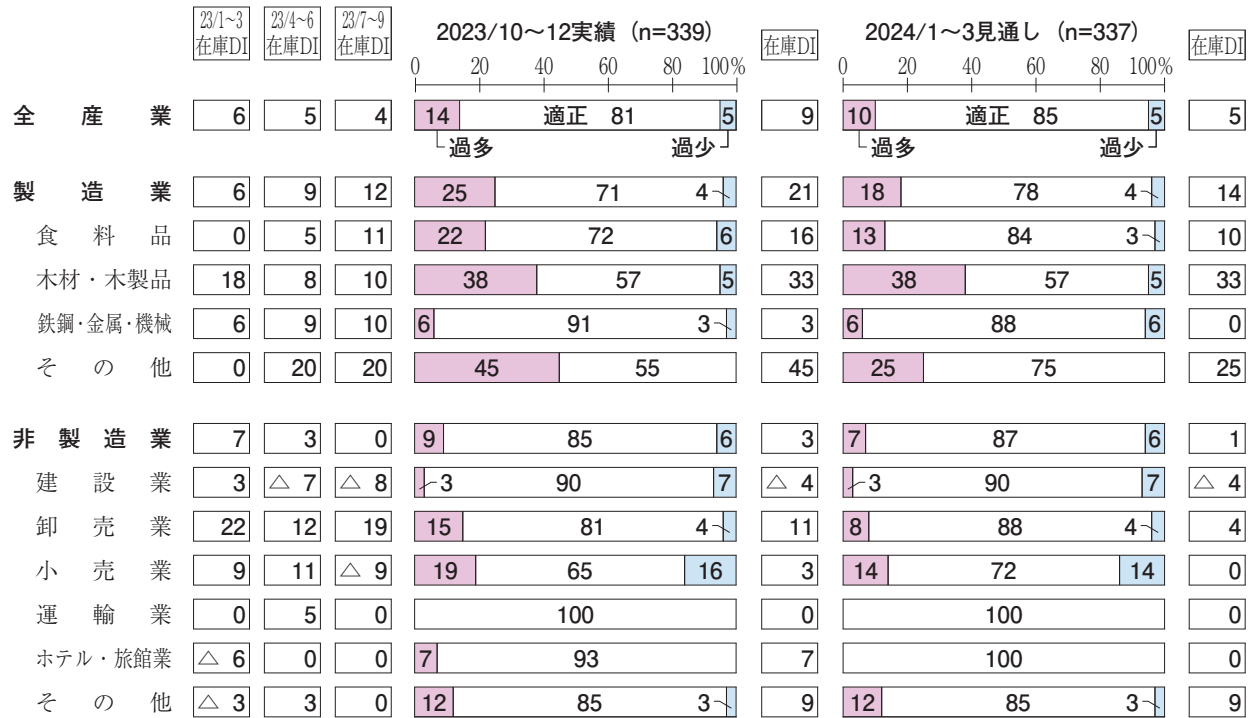 23/1~3 在庫DI 23/4~6 在庫DI 23/7~9 在庫DI 2023/10～12実績（n=339） 在庫DI 2024/1～3見通し（n=337） 在庫DI
0 20 40 60 80 100% 0 20 40 60 80 100%
全産業 6 5 4 14 適正 81 5 9 10 適正 85 5 5
過多 過少 過多 過少
製造業 6 9 12 25 71 4 21 18 78 4 14
食料品 0 5 11 22 72 6 16 13 84 3 10
木材・木製品 18 8 10 38 57 5 33 38 57 5 33
鉄鋼・金属・機械 6 9 10 6 91 3 3 6 88 6 0
その他 0 20 20 45 55 45 25 75 25
非製造業 7 3 0 9 85 6 3 7 87 6 1
建設業 3 △ 7 △ 8 3 90 7 △ 4 3 90 7 △ 4
卸売業 22 12 19 15 81 4 11 8 88 4 4
小売業 9 11 △ 9 19 65 16 3 14 72 14 0
運輸業 0 5 0 100 0 100 0
ホテル・旅館業 △ 6 0 0 7 93 7 100 0
その他 △ 3 3 0 12 85 3 9 12 85 3 9